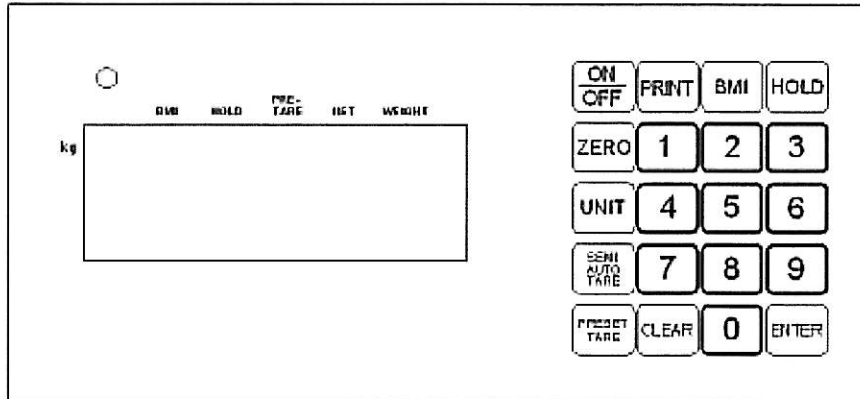 BMI HOLD PRE-TARE NET WEIGHT
kg
ON/OFF PRINT BMI HOLD
ZERO 1 2 3
UNIT 4 5 6
SEMI AUTO TARE 7 8 9
PRESET TARE CLEAR 0 ENTER